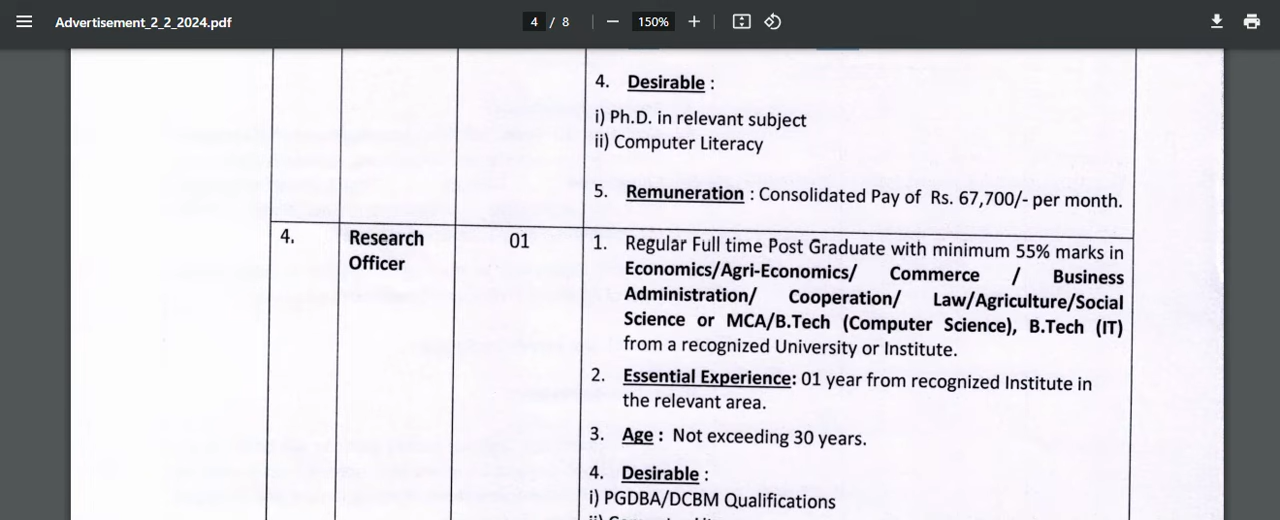 Advertisement_2_2_2024.pdf
4 / 8
150%
4. Desirable :
i) Ph.D. in relevant subject
ii) Computer Literacy
5. Remuneration : Consolidated Pay of Rs. 67,700/- per month.
4. Research Officer 01
1. Regular Full time Post Graduate with minimum 55% marks in
Economics/Agri-Economics/ Commerce / Business
Administration/ Cooperation/ Law/Agriculture/Social
Science or MCA/B.Tech (Computer Science), B.Tech (IT)
from a recognized University or Institute.
2. Essential Experience: 01 year from recognized Institute in
the relevant area.
3. Age : Not exceeding 30 years.
4. Desirable :
i) PGDBA/DCBM Qualifications